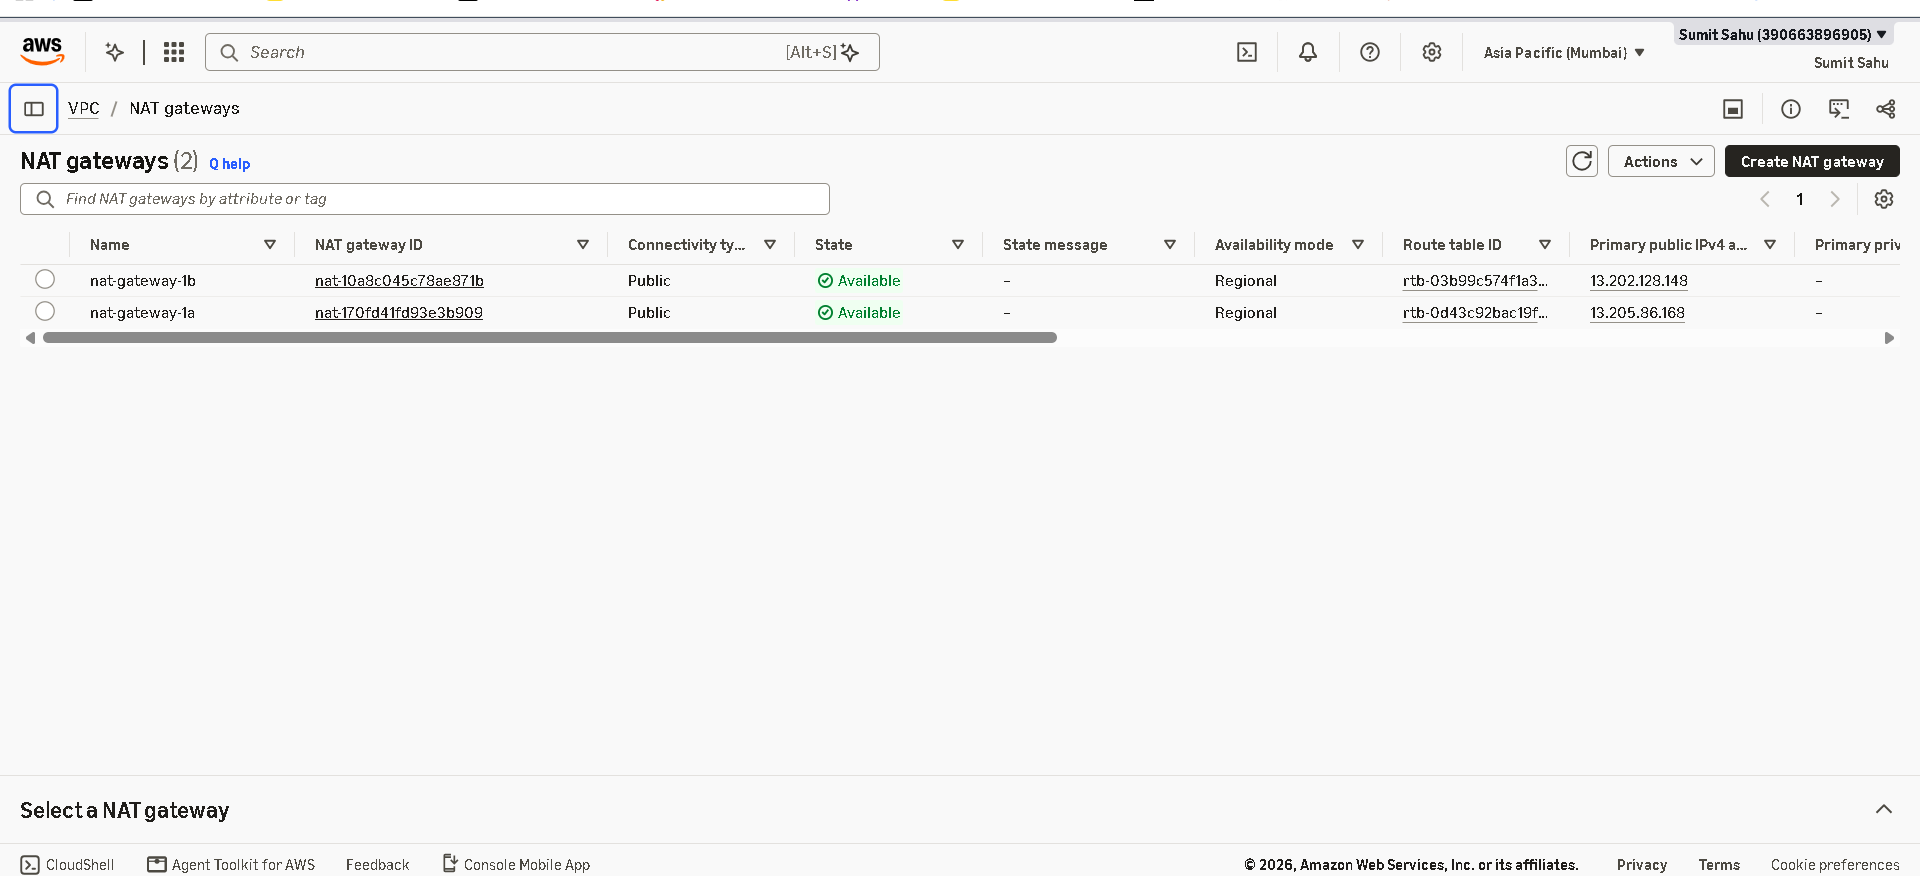 aws
Search [Alt+S]
Asia Pacific (Mumbai)
Sumit Sahu (390663896905)
Sumit Sahu
VPC / NAT gateways
NAT gateways (2) Q help
Actions
Create NAT gateway
Find NAT gateways by attribute or tag
1
Name NAT gateway ID Connectivity ty... State State message Availability mode Route table ID Primary public IPv4 a... Primary priv
nat-gateway-1b nat-10a8c045c78ae871b Public Available – Regional rtb-03b99c574f1a3... 13.202.128.148 –
nat-gateway-1a nat-170fd41fd93e3b909 Public Available – Regional rtb-0d43c92bac19f... 13.205.86.168 –
Select a NAT gateway
CloudShell Agent Toolkit for AWS Feedback Console Mobile App © 2026, Amazon Web Services, Inc. or its affiliates. Privacy Terms Cookie preferences